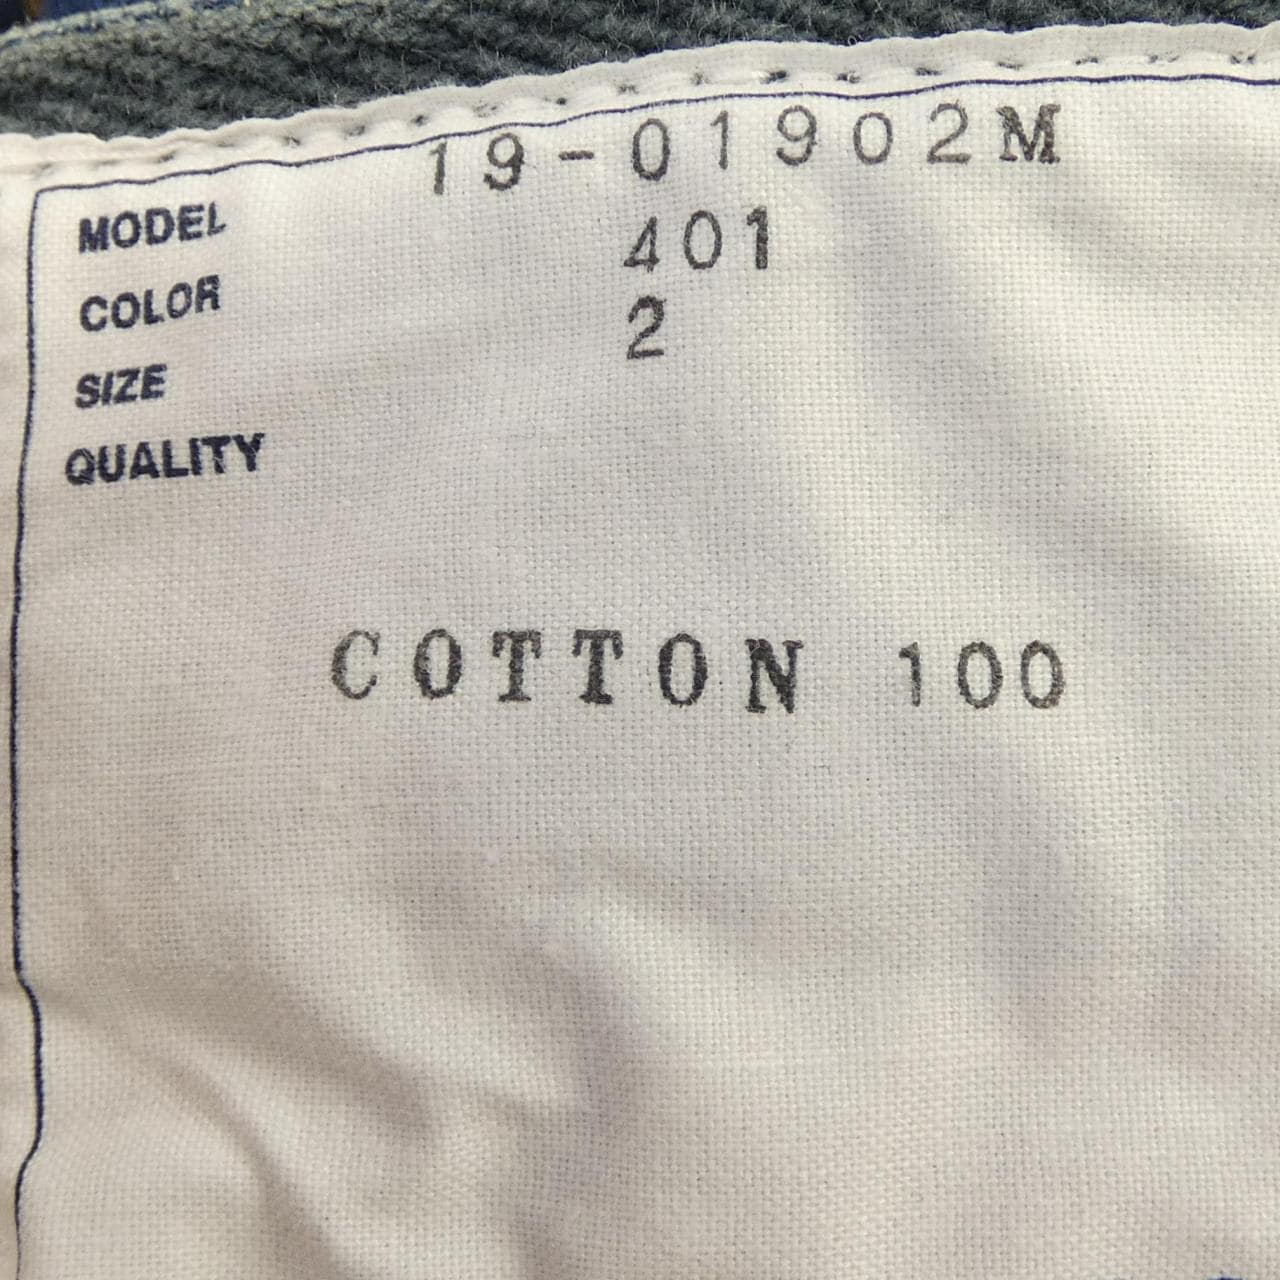 19-01902M
MODEL
401
COLOR
2
SIZE
QUALITY
COTTON 100